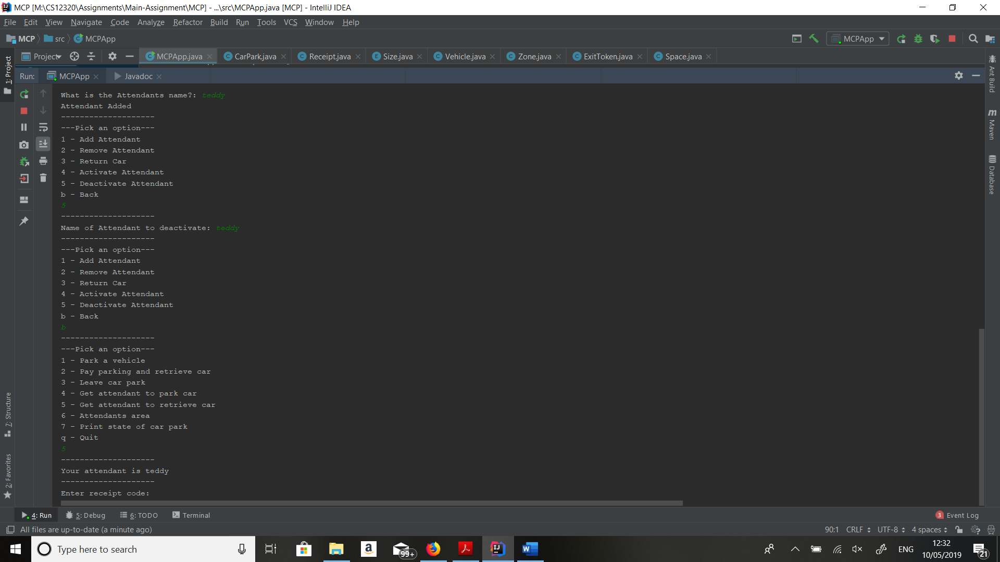 MCP [M:\CS12320\Assignments\Main-Assignment\MCP] - ...\src\MCPApp.java [MCP] - IntelliJ IDEA
File Edit View Navigate Code Analyze Refactor Build Run Tools VCS Window Help
MCP src MCPApp MCPApp
Project MCPApp.java CarPark.java Receipt.java Size.java Vehicle.java Zone.java ExitToken.java Space.java
Run: MCPApp Javadoc
1: Project
Ant Build
Maven
Database
What is the Attendants name?: teddy
Attendant Added
--------------------
---Pick an option---
1 - Add Attendant
2 - Remove Attendant
3 - Return Car
4 - Activate Attendant
5 - Deactivate Attendant
b - Back
5
--------------------
Name of Attendant to deactivate: teddy
--------------------
---Pick an option---
1 - Add Attendant
2 - Remove Attendant
3 - Return Car
4 - Activate Attendant
5 - Deactivate Attendant
b - Back
b
--------------------
---Pick an option---
1 - Park a vehicle
2 - Pay parking and retrieve car
3 - Leave car park
4 - Get attendant to park car
5 - Get attendant to retrieve car
6 - Attendants area
7 - Print state of car park
q - Quit
5
--------------------
Your attendant is teddy
--------------------
Enter receipt code:
7: Structure
2: Favorites
4: Run 5: Debug 6: TODO Terminal 3 Event Log
All files are up-to-date (a minute ago) 90:1 CRLF UTF-8 4 spaces
Type here to search 99+ ENG 12:32
10/05/2019 21